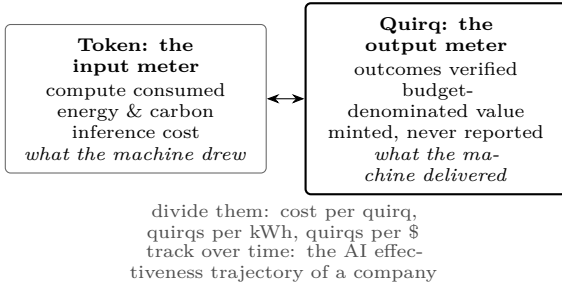 Token: the
input meter
compute consumed
energy & carbon
inference cost
what the machine drew
Quirq: the
output meter
outcomes verified
budget-
denominated value
minted, never reported
what the ma-
chine delivered
divide them: cost per quirq,
quirqs per kWh, quirqs per $
track over time: the AI effec-
tiveness trajectory of a company